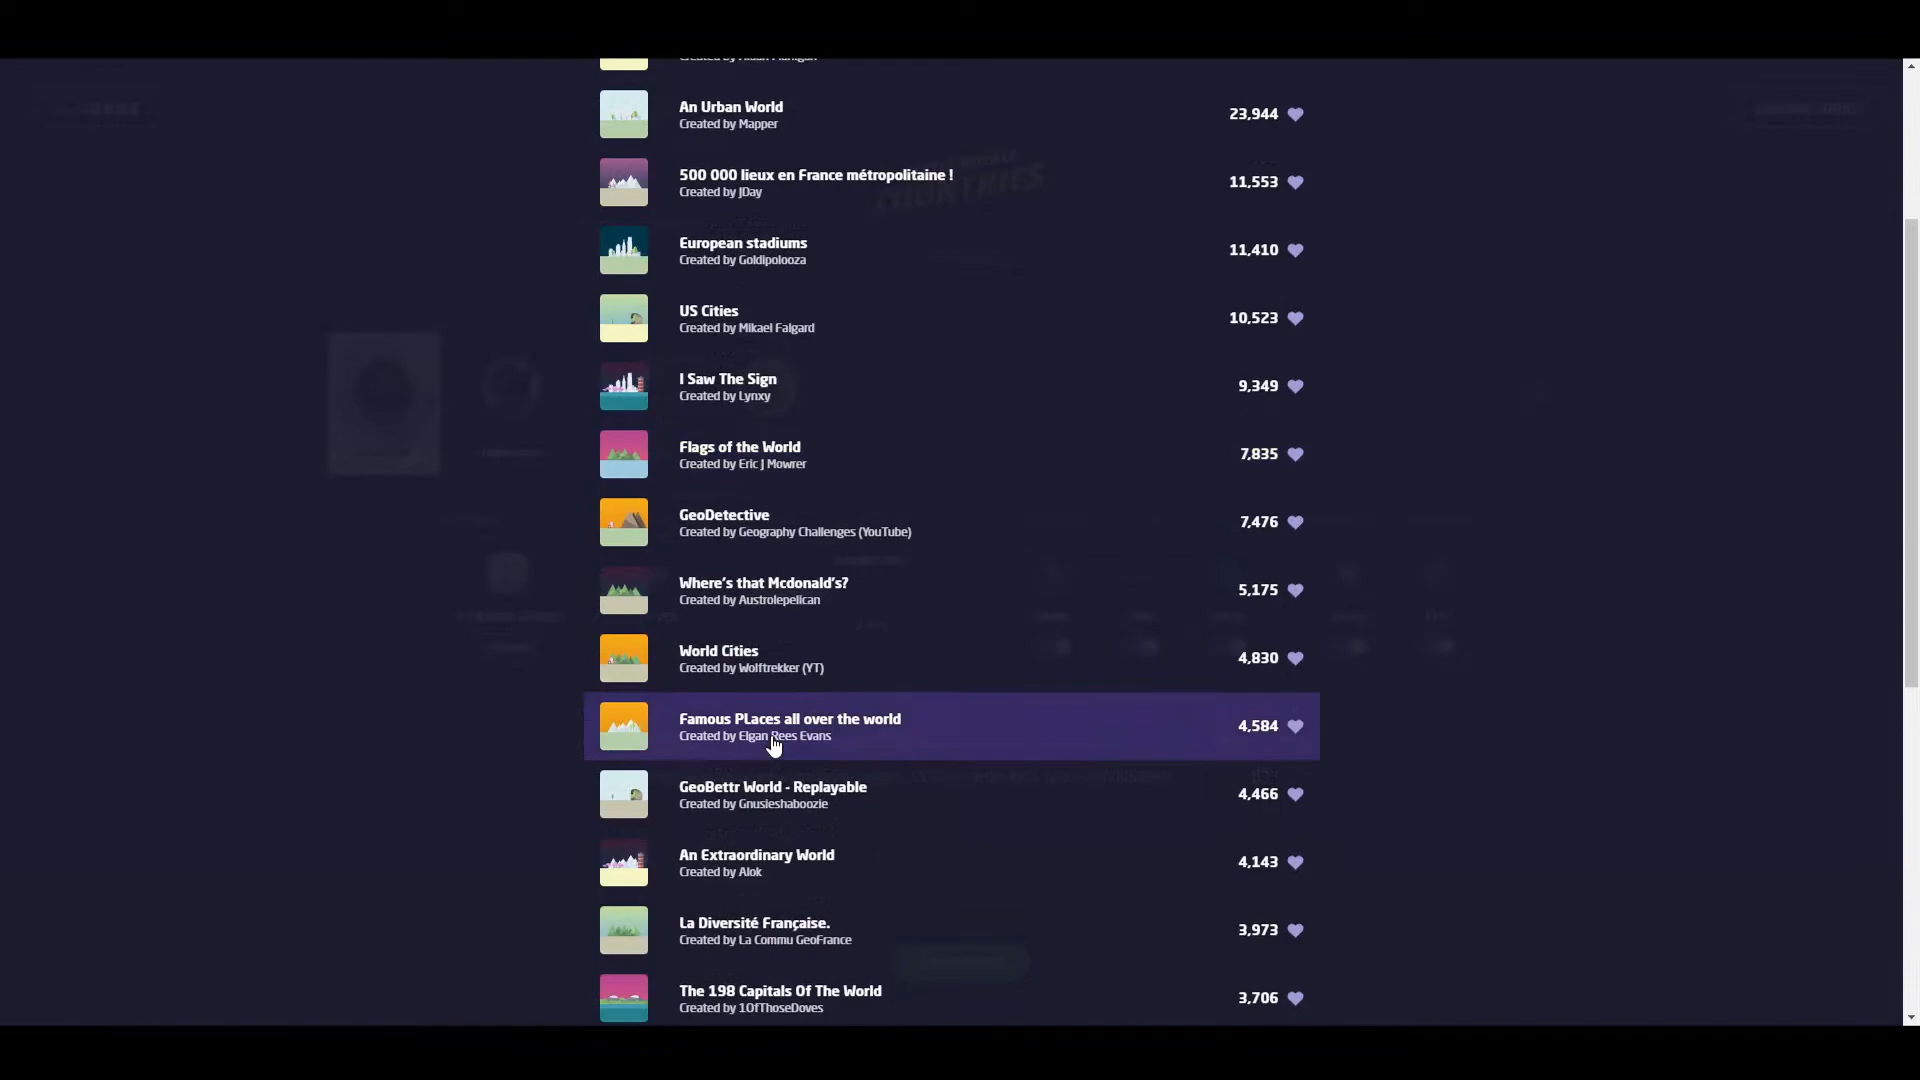 An Urban World
Created by Mapper
23,944
500 000 lieux en France métropolitaine !
Created by JDay
11,553
European stadiums
Created by Goldipolooza
11,410
US Cities
Created by Mikael Falgard
10,523
I Saw The Sign
Created by Lynxy
9,349
Flags of the World
Created by Eric J Mowrer
7,835
GeoDetective
Created by Geography Challenges (YouTube)
7,476
Where's that Mcdonald's?
Created by Austrolepelican
5,175
World Cities
Created by Wolftrekker (YT)
4,830
Famous PLaces all over the world
Created by Elgan Rees Evans
4,584
GeoBettr World - Replayable
Created by Gnusieshaboozie
4,466
An Extraordinary World
Created by Alok
4,143
La Diversité Française.
Created by La Commu GeoFrance
3,973
The 198 Capitals Of The World
Created by 1OfThoseDoves
3,706